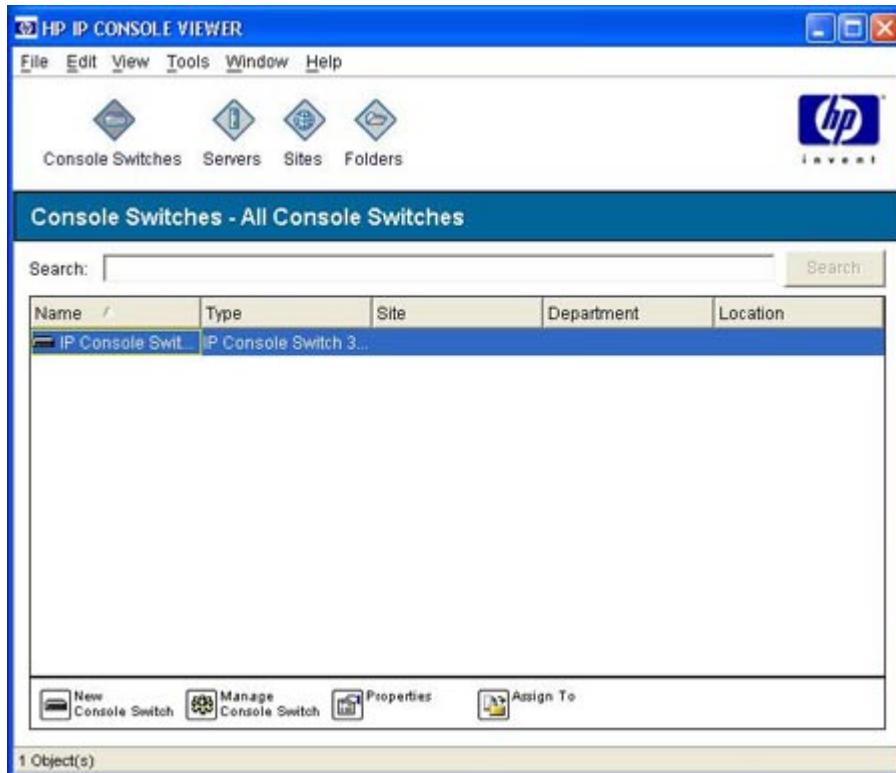 HP IP CONSOLE VIEWER
File Edit View Tools Window Help
Console Switches Servers Sites Folders
hp
invent
Console Switches - All Console Switches
Search: Search
Name Type Site Department Location
IP Console Swit... IP Console Switch 3...
New Console Switch Manage Console Switch Properties Assign To
1 Object(s)